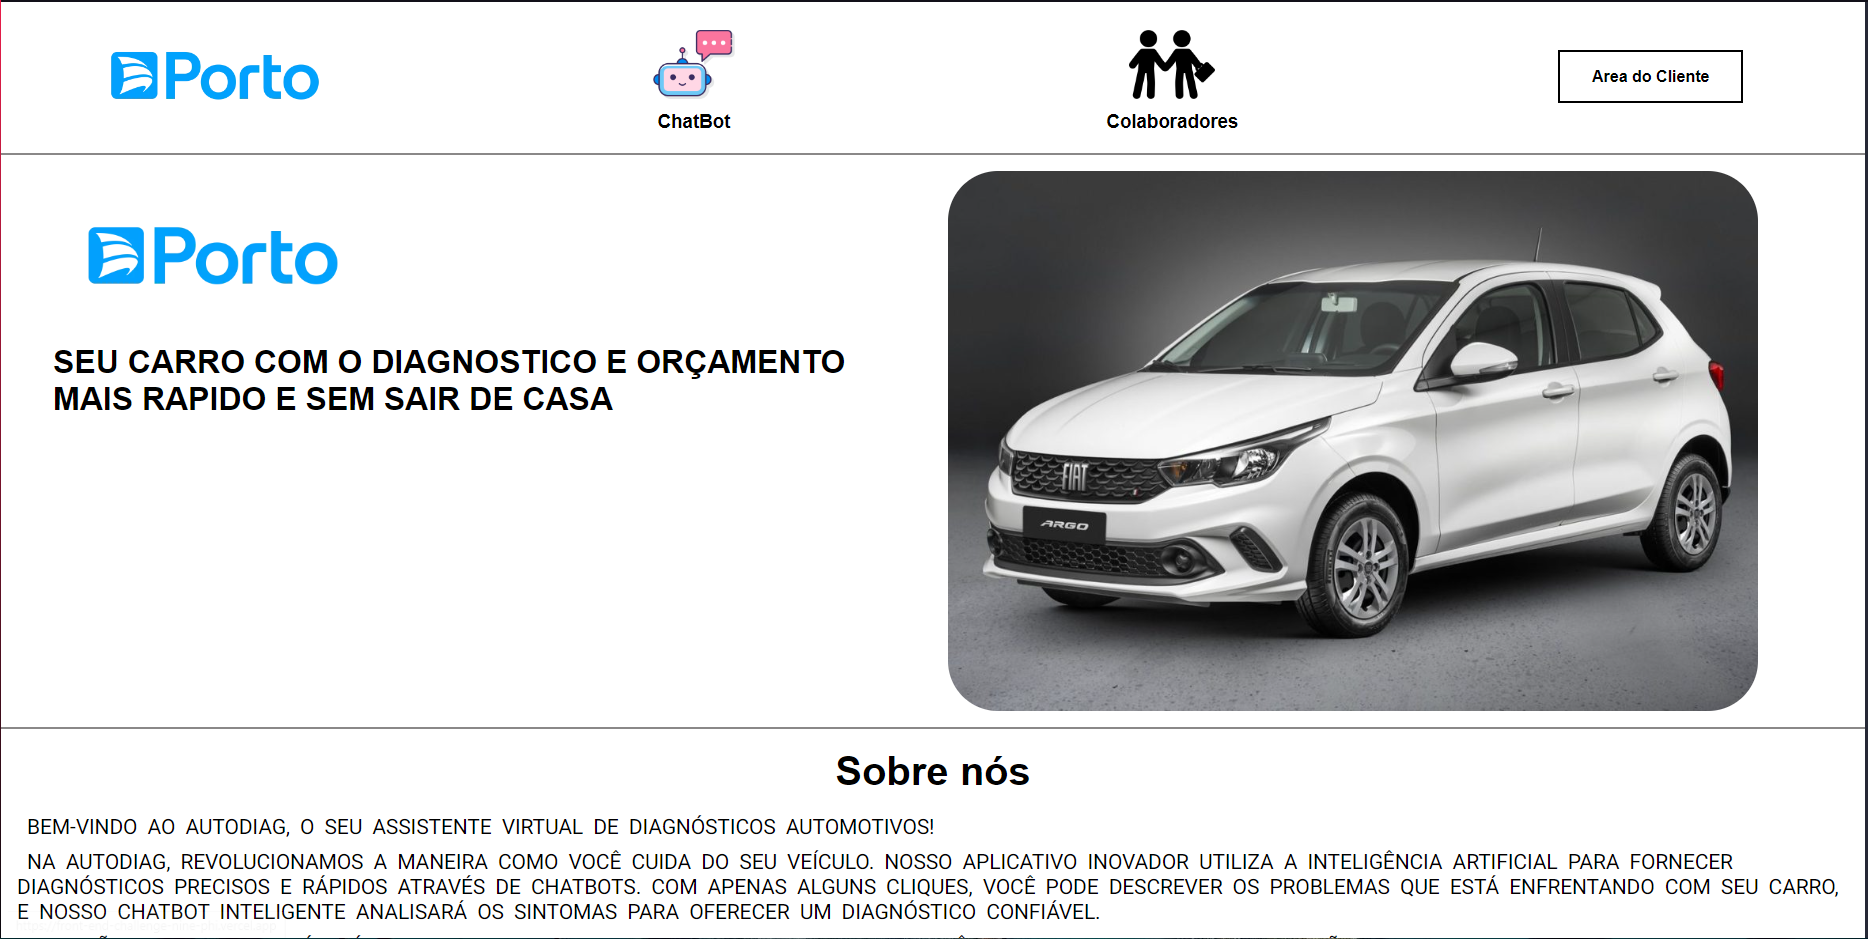 Porto
ChatBot
Colaboradores
Area do Cliente
Porto
SEU CARRO COM O DIAGNOSTICO E ORÇAMENTO
MAIS RAPIDO E SEM SAIR DE CASA
FIAT
ARGO
Sobre nós
BEM-VINDO AO AUTODIAG, O SEU ASSISTENTE VIRTUAL DE DIAGNÓSTICOS AUTOMOTIVOS!
NA AUTODIAG, REVOLUCIONAMOS A MANEIRA COMO VOCÊ CUIDA DO SEU VEÍCULO. NOSSO APLICATIVO INOVADOR UTILIZA A INTELIGÊNCIA ARTIFICIAL PARA FORNECER
DIAGNÓSTICOS PRECISOS E RÁPIDOS ATRAVÉS DE CHATBOTS. COM APENAS ALGUNS CLIQUES, VOCÊ PODE DESCREVER OS PROBLEMAS QUE ESTÁ ENFRENTANDO COM SEU CARRO,
E NOSSO CHATBOT INTELIGENTE ANALISARÁ OS SINTOMAS PARA OFERECER UM DIAGNÓSTICO CONFIÁVEL.